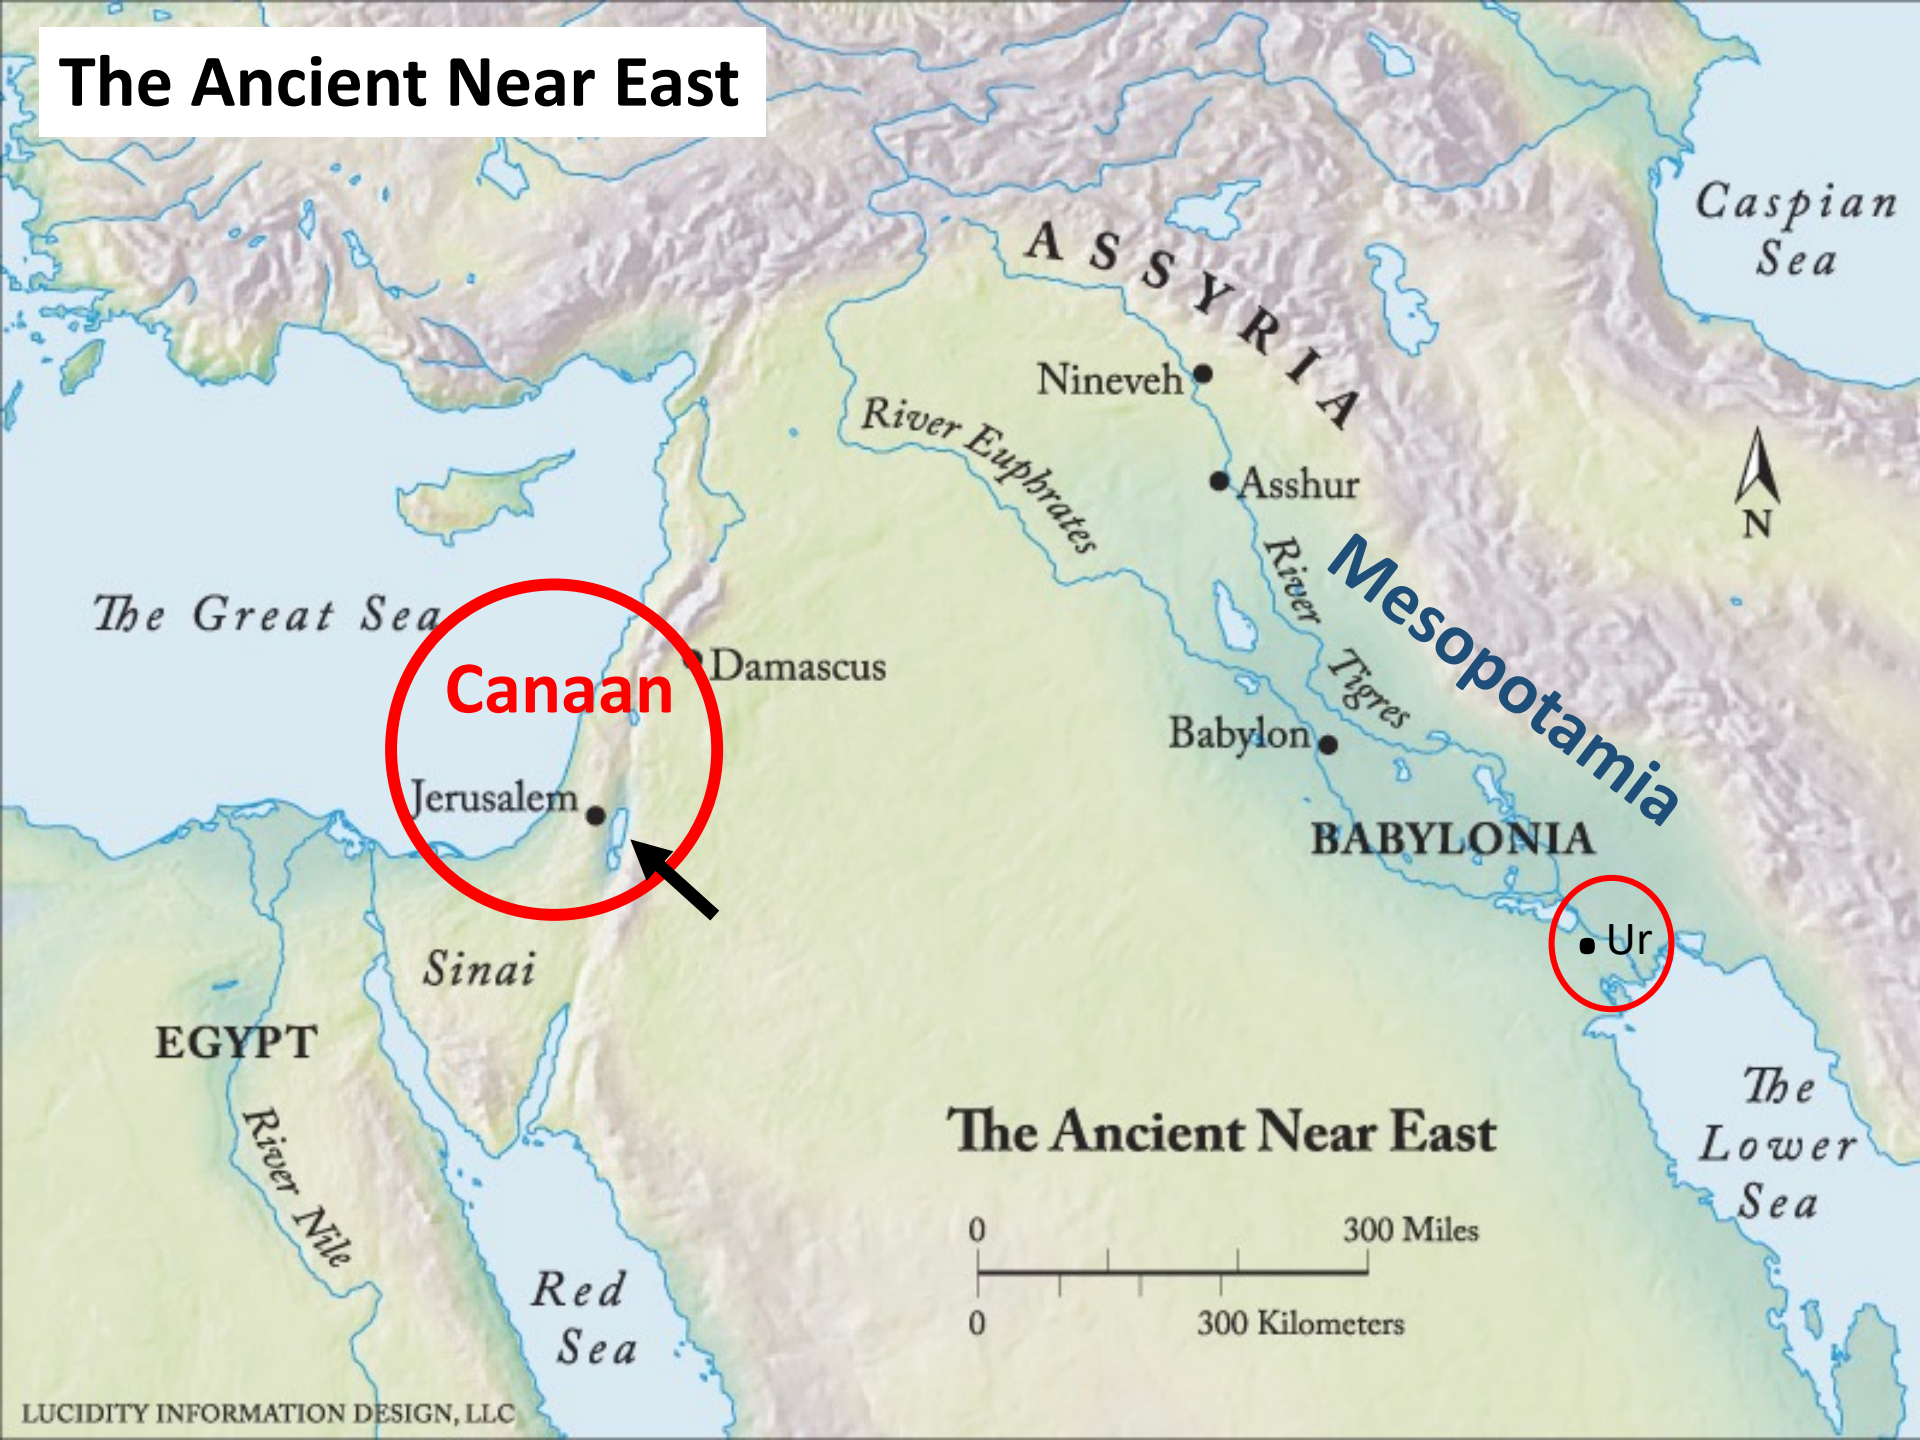 The Ancient Near East
Caspian
Sea
ASSYRIA
Nineveh
River Euphrates
Asshur
N
River Tigres
Mesopotamia
The Great Sea
Canaan
Damascus
Babylon
Jerusalem
BABYLONIA
Ur
Sinai
EGYPT
River Nile
The
Lower
Sea
The Ancient Near East
0 300 Miles
0 300 Kilometers
Red
Sea
LUCIDITY INFORMATION DESIGN, LLC